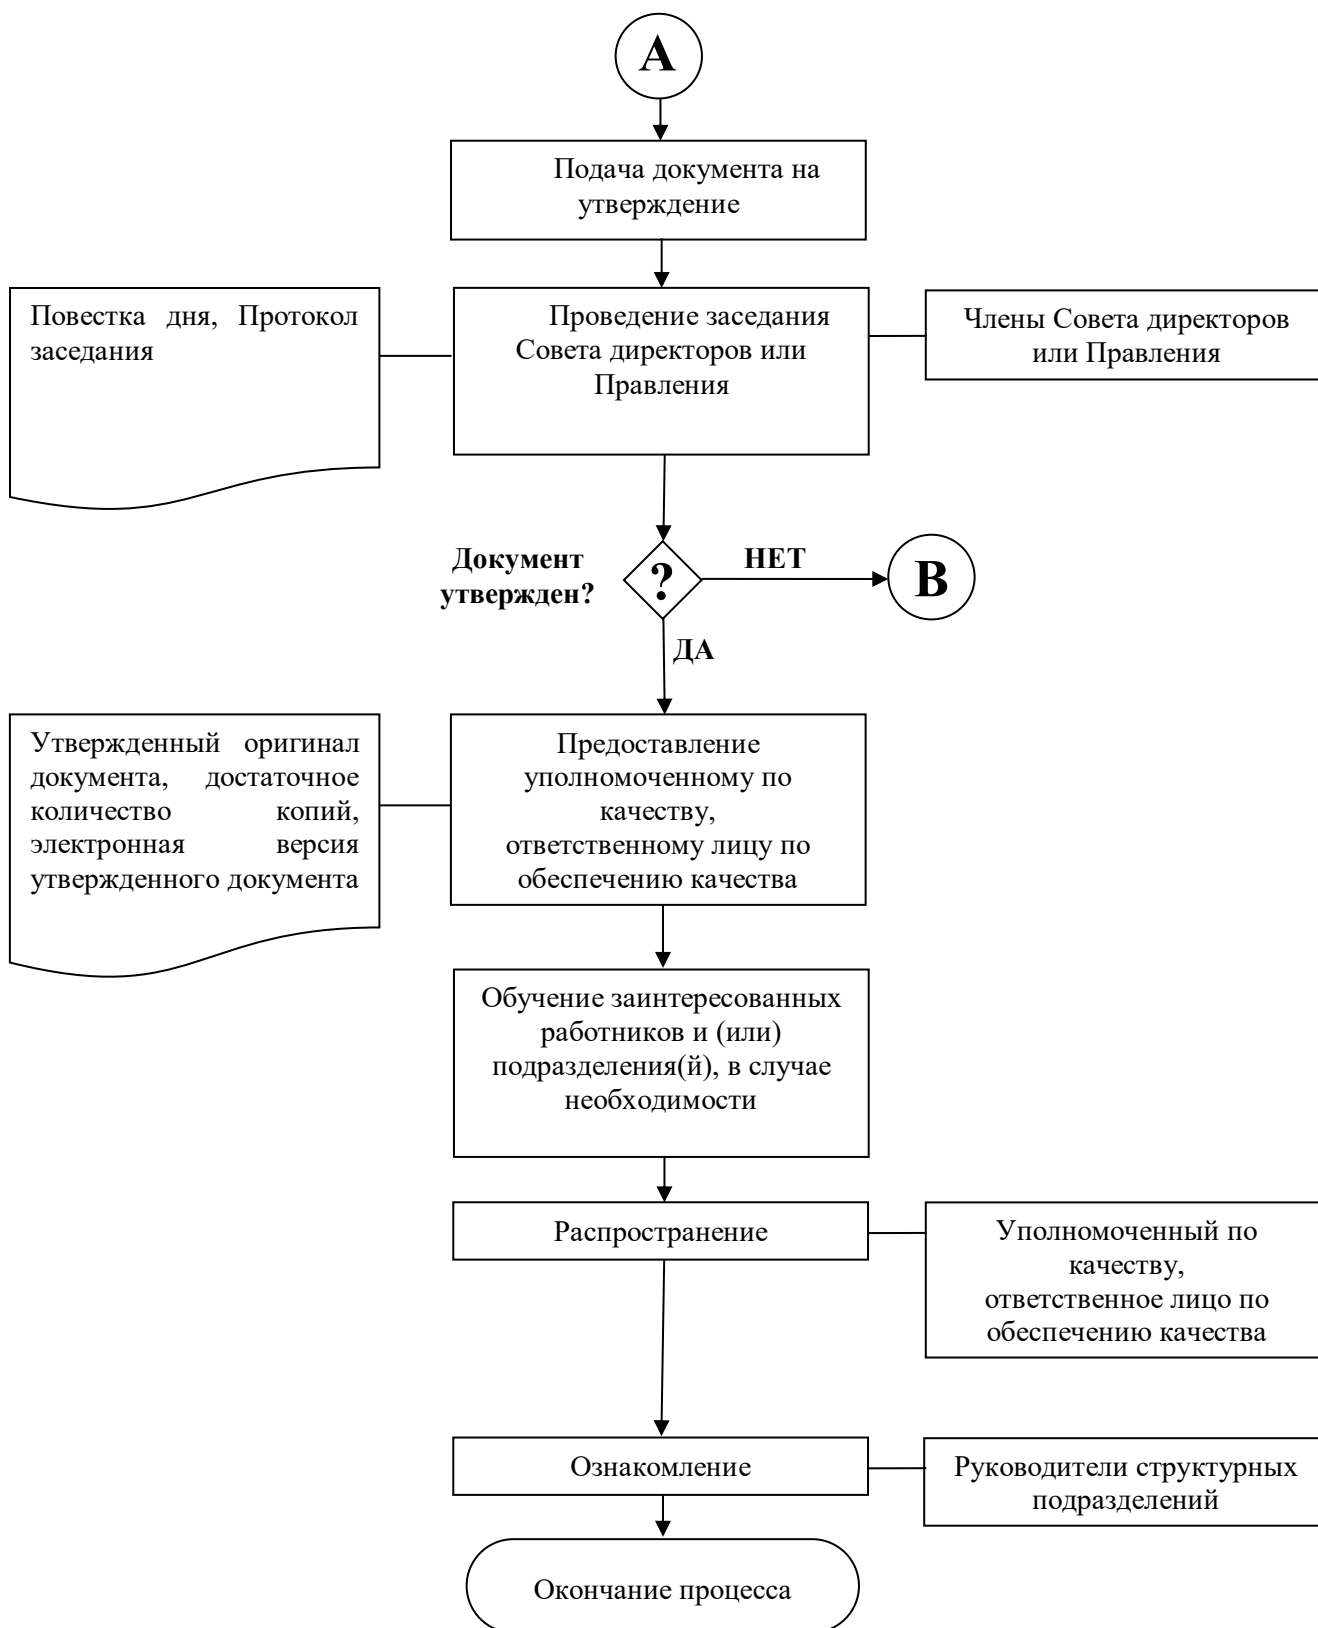 А
Подача документа на
утверждение
Повестка дня, Протокол
заседания
Проведение заседания
Совета директоров или
Правления
Члены Совета директоров
или Правления
Документ
утвержден?
?
НЕТ
В
ДА
Утвержденный оригинал
документа, достаточное
количество копий,
электронная версия
утвержденного документа
Предоставление
уполномоченному по
качеству,
ответственному лицу по
обеспечению качества
Обучение заинтересованных
работников и (или)
подразделения(й), в случае
необходимости
Распространение
Уполномоченный по
качеству,
ответственное лицо по
обеспечению качества
Ознакомление
Руководители структурных
подразделений
Окончание процесса